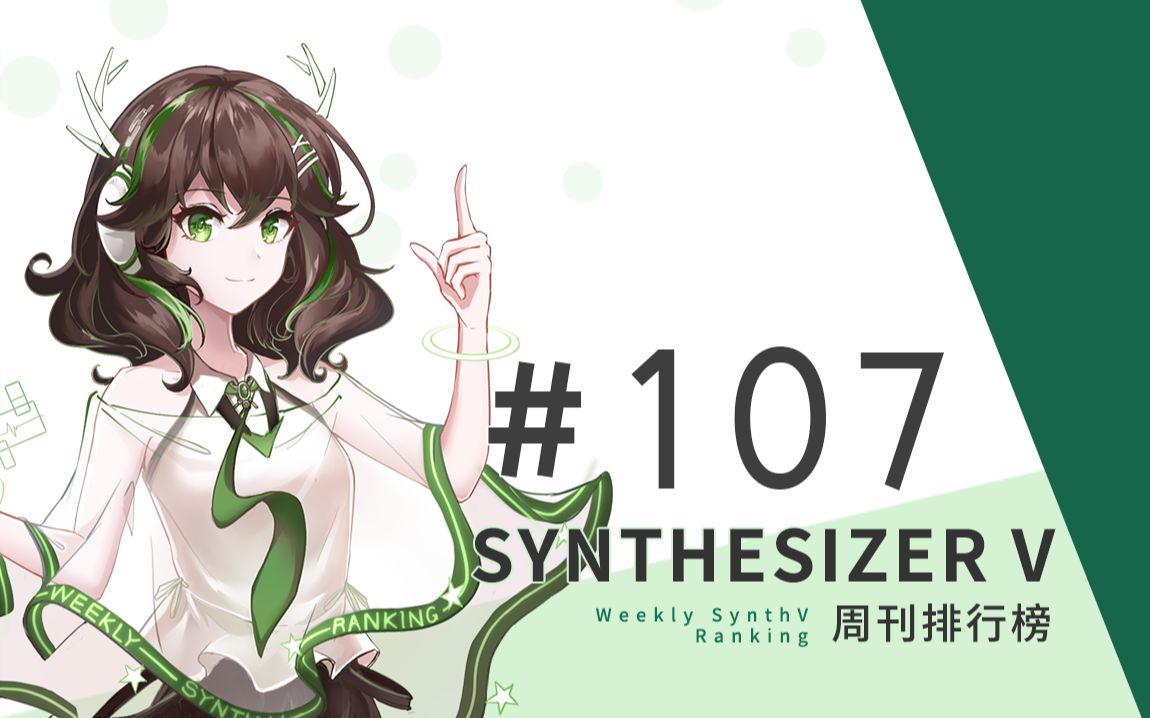 #107
SYNTHESIZER V
Weekly SynthV
Ranking
周刊排行榜
WEEKLY
RANKING